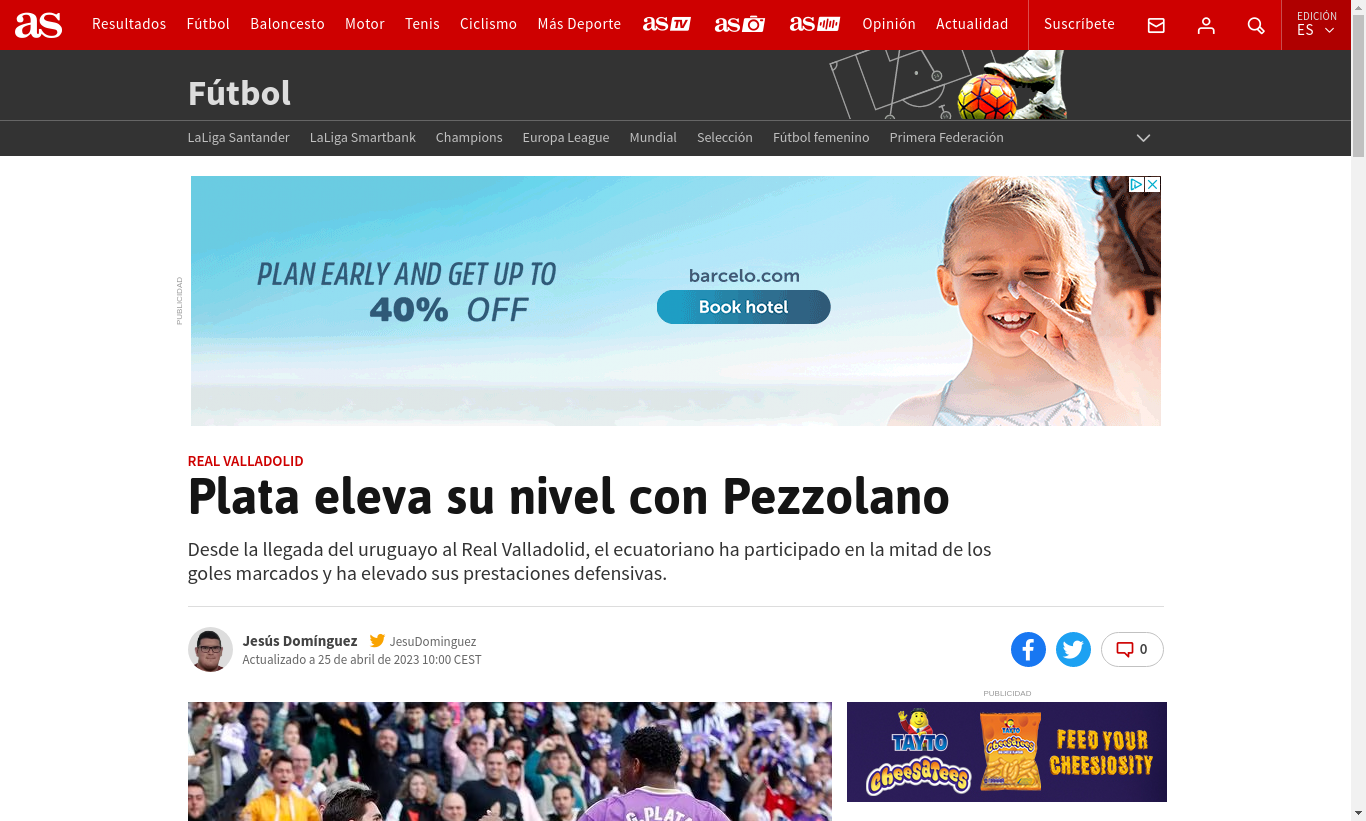 as Resultados Fútbol Baloncesto Motor Tenis Ciclismo Más Deporte as TV as as Opinión Actualidad Suscríbete EDICIÓN
ES
Fútbol
LaLiga Santander LaLiga Smartbank Champions Europa League Mundial Selección Fútbol femenino Primera Federación
PUBLICIDAD
PLAN EARLY AND GET UP TO
40% OFF
barcelo.com
Book hotel
REAL VALLADOLID
Plata eleva su nivel con Pezzolano
Desde la llegada del uruguayo al Real Valladolid, el ecuatoriano ha participado en la mitad de los
goles marcados y ha elevado sus prestaciones defensivas.
Jesús Domínguez JesuDominguez
Actualizado a 25 de abril de 2023 10:00 CEST
0
PUBLICIDAD
G. PLATA
TAYTO
CheesaTees
CheesaTees
FEED YOUR
CHEESIOSITY